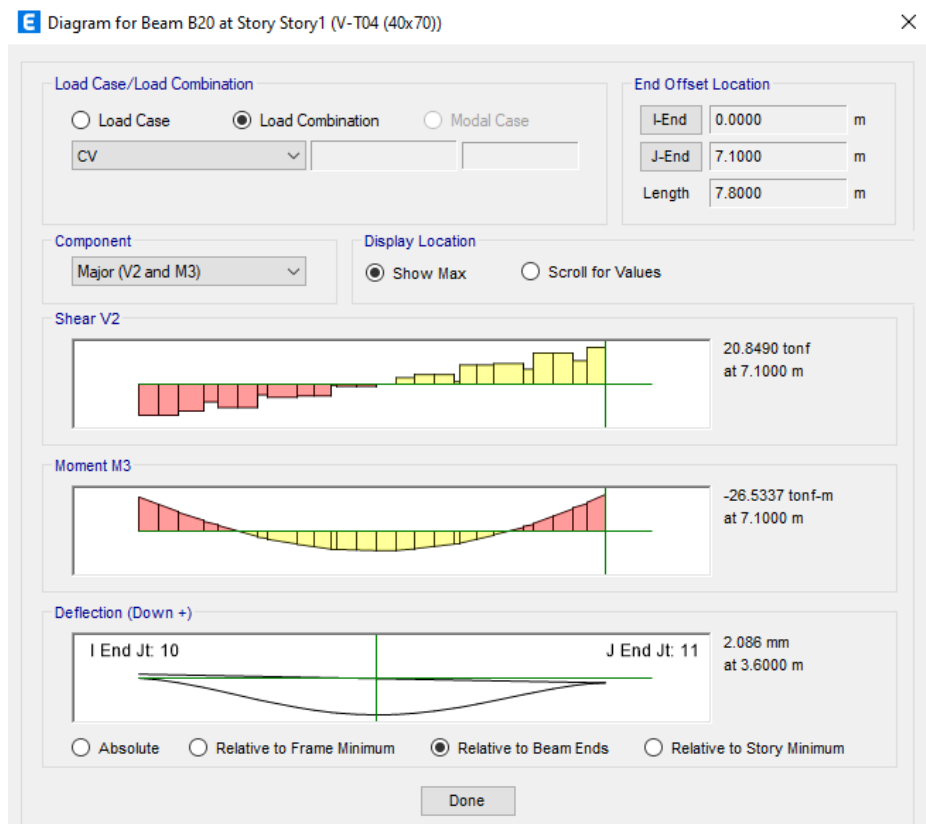 E Diagram for Beam B20 at Story Story1 (V-T04 (40x70))
Load Case/Load Combination
Load Case Load Combination Modal Case
CV
End Offset Location
I-End 0.0000 m
J-End 7.1000 m
Length 7.8000 m
Component
Major (V2 and M3)
Display Location
Show Max Scroll for Values
Shear V2
20.8490 tonf
at 7.1000 m
Moment M3
-26.5337 tonf-m
at 7.1000 m
Deflection (Down +)
I End Jt: 10 J End Jt: 11
2.086 mm
at 3.6000 m
Absolute Relative to Frame Minimum Relative to Beam Ends Relative to Story Minimum
Done